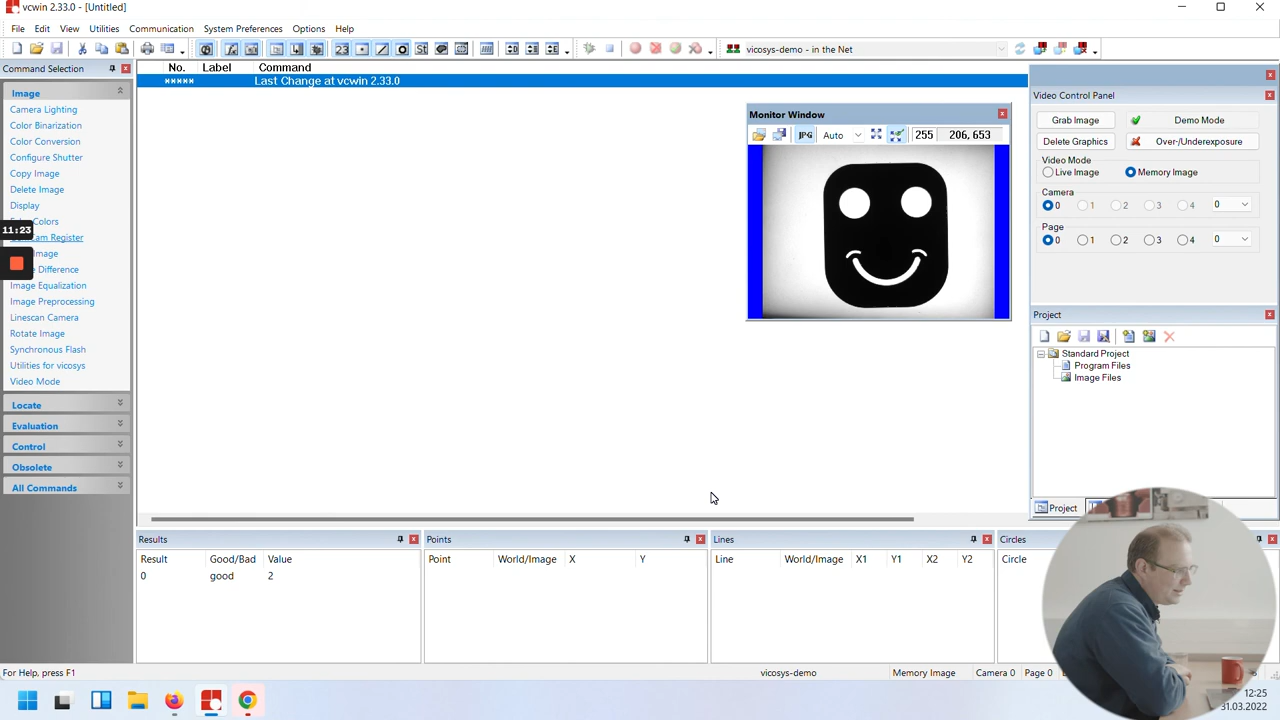 vcwin 2.33.0 - [Untitled]
File Edit View Utilities Communication System Preferences Options Help
vicosys-demo - in the Net
Command Selection
Image
Camera Lighting
Color Binarization
Color Conversion
Configure Shutter
Copy Image
Delete Image
Display
Colors
Register
Image
Difference
Image Equalization
Image Preprocessing
Linescan Camera
Rotate Image
Synchronous Flash
Utilities for vicosys
Video Mode
Locate
Evaluation
Control
Obsolete
All Commands
11:23
No. Label Command
***** Last Change at vcwin 2.33.0
Monitor Window
JPG Auto 255 206, 653
Video Control Panel
Grab Image Demo Mode
Delete Graphics Over-/Underexposure
Video Mode
Live Image Memory Image
Camera
0 1 2 3 4 0
Page
0 1 2 3 4 0
Project
Standard Project
Program Files
Image Files
Project
Results
Result Good/Bad Value
0 good 2
Points
Point World/Image X Y
Lines
Line World/Image X1 Y1 X2 Y2
Circles
Circle
For Help, press F1
vicosys-demo Memory Image Camera 0 Page 0
12:25
31.03.2022